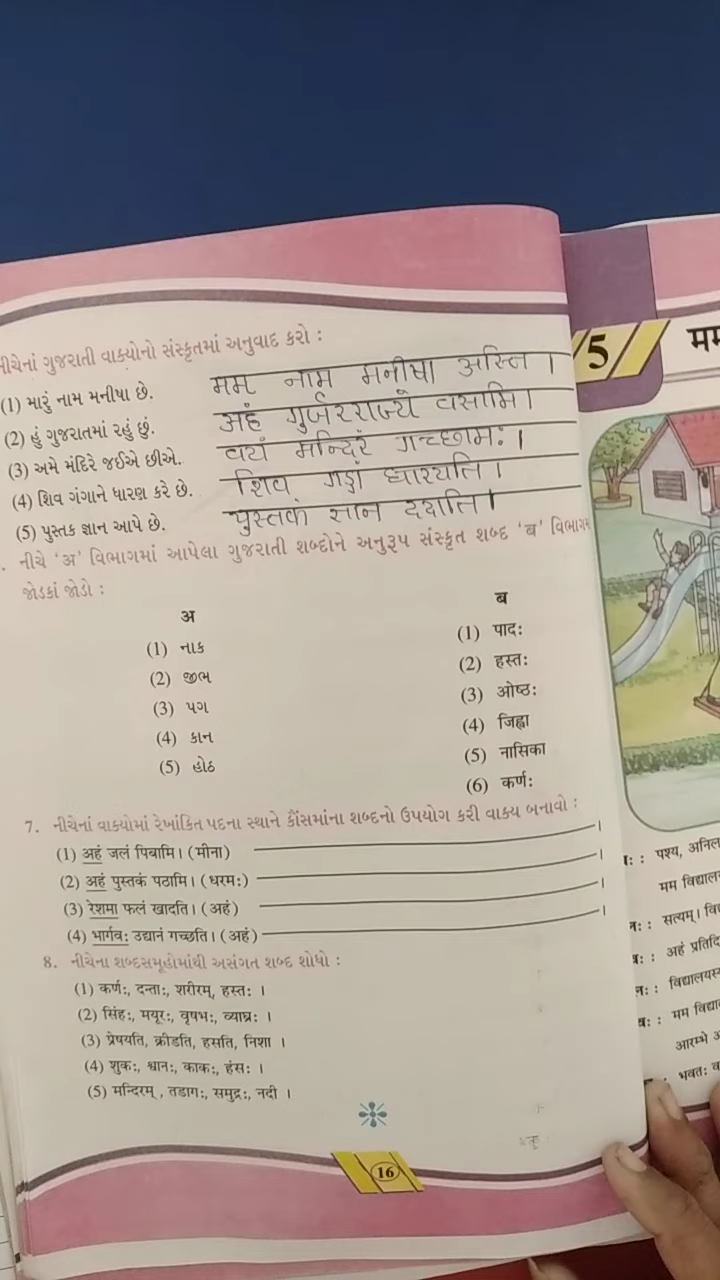 નીચેનાં ગુજરાતી વાક્યોનો સંસ્કૃતમાં અનુવાદ કરો :
(1) મારું નામ મનીષા છે. मम नाम मनीषा अस्ति ।
(2) હું ગુજરાતમાં રહું છું. अहं गुर्जरराज्ये वसामि ।
(3) અમે મંદિરે જઈએ છીએ. वयं मन्दिरं गच्छामः ।
(4) શિવ ગંગાને ધારણ કરે છે. शिव गङ्गां धारयति ।
(5) પુસ્તક જ્ઞાન આપે છે. पुस्तकं ददाति ।
. નીચે 'अ' વિભાગમાં આપેલા ગુજરાતી શબ્દોને અનુરૂપ સંસ્કૃત શબ્દ 'ब' વિભાગમાં
જોડકાં જોડો :
अ ब
(1) નાક (1) पादः
(2) જીભ (2) हस्तः
(3) પગ (3) ओष्ठः
(4) કાન (4) जिह्वा
(5) હોઠ (5) नासिका
(6) कर्णः
7. નીચેનાં વાક્યોમાં રેખાંકિત પદના સ્થાને કૌંસમાંના શબ્દનો ઉપયોગ કરી વાક્ય બનાવો :
(1) अहं जलं पिबामि । (मीना) ।
(2) अहं पुस्तकं पठामि । (धरमः) ।
(3) रेशमा फलं खादति । (अहं) ।
(4) भार्गवः उद्यानं गच्छति । (अहं) ।
8. નીચેના શબ્દસમૂહોમાંથી અસંગત શબ્દ શોધો :
(1) कर्णः, दन्ताः, शरीरम्, हस्तः ।
(2) सिंहः, मयूरः, वृषभः, व्याघ्रः ।
(3) प्रेषयति, क्रीडति, हसति, निशा ।
(4) शुकः, श्वानः, काकः, हंसः ।
(5) मन्दिरम्, तडागः, समुद्रः, नदी ।
16
5
मम
: पश्य, अनिल
मम विद्यालय
: सत्यम् ।
: अहं प्रतिदि
: विद्यालयस्य
: मम विद्या
आरम्भे
: भवतः